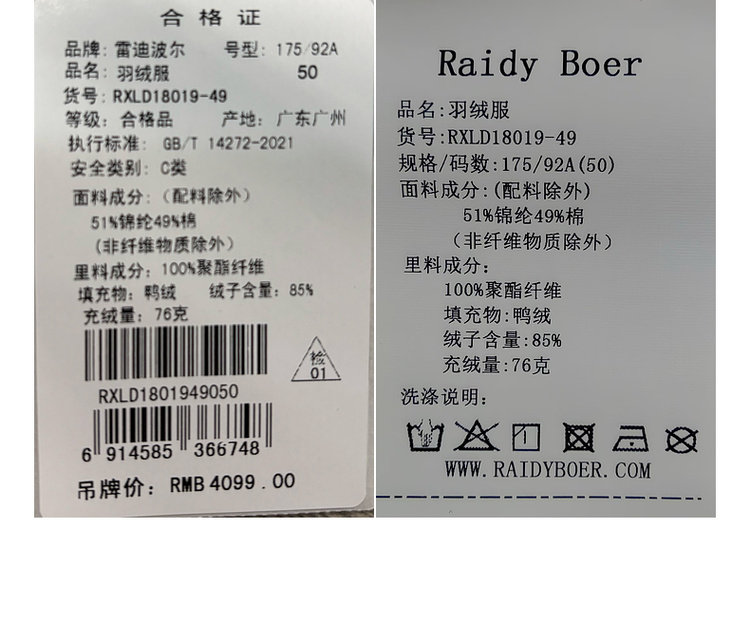 合格证
品牌：雷迪波尔 号型：175/92A
品名：羽绒服 50
货号：RXLD18019-49
等级：合格品 产地：广东广州
执行标准：GB/T 14272-2021
安全类别：C类
面料成分：（配料除外）
51%锦纶49%棉
（非纤维物质除外）
里料成分：100%聚酯纤维
填充物：鸭绒 绒子含量：85%
充绒量：76克
检
01
RXLD1801949050
6 914585 366748
吊牌价：RMB 4099.00
Raidy Boer
品名:羽绒服
货号:RXLD18019-49
规格/码数:175/92A(50)
面料成分:(配料除外)
51%锦纶49%棉
（非纤维物质除外）
里料成分：
100%聚酯纤维
填充物:鸭绒
绒子含量:85%
充绒量:76克
洗涤说明：
WWW.RAIDYBOER.COM